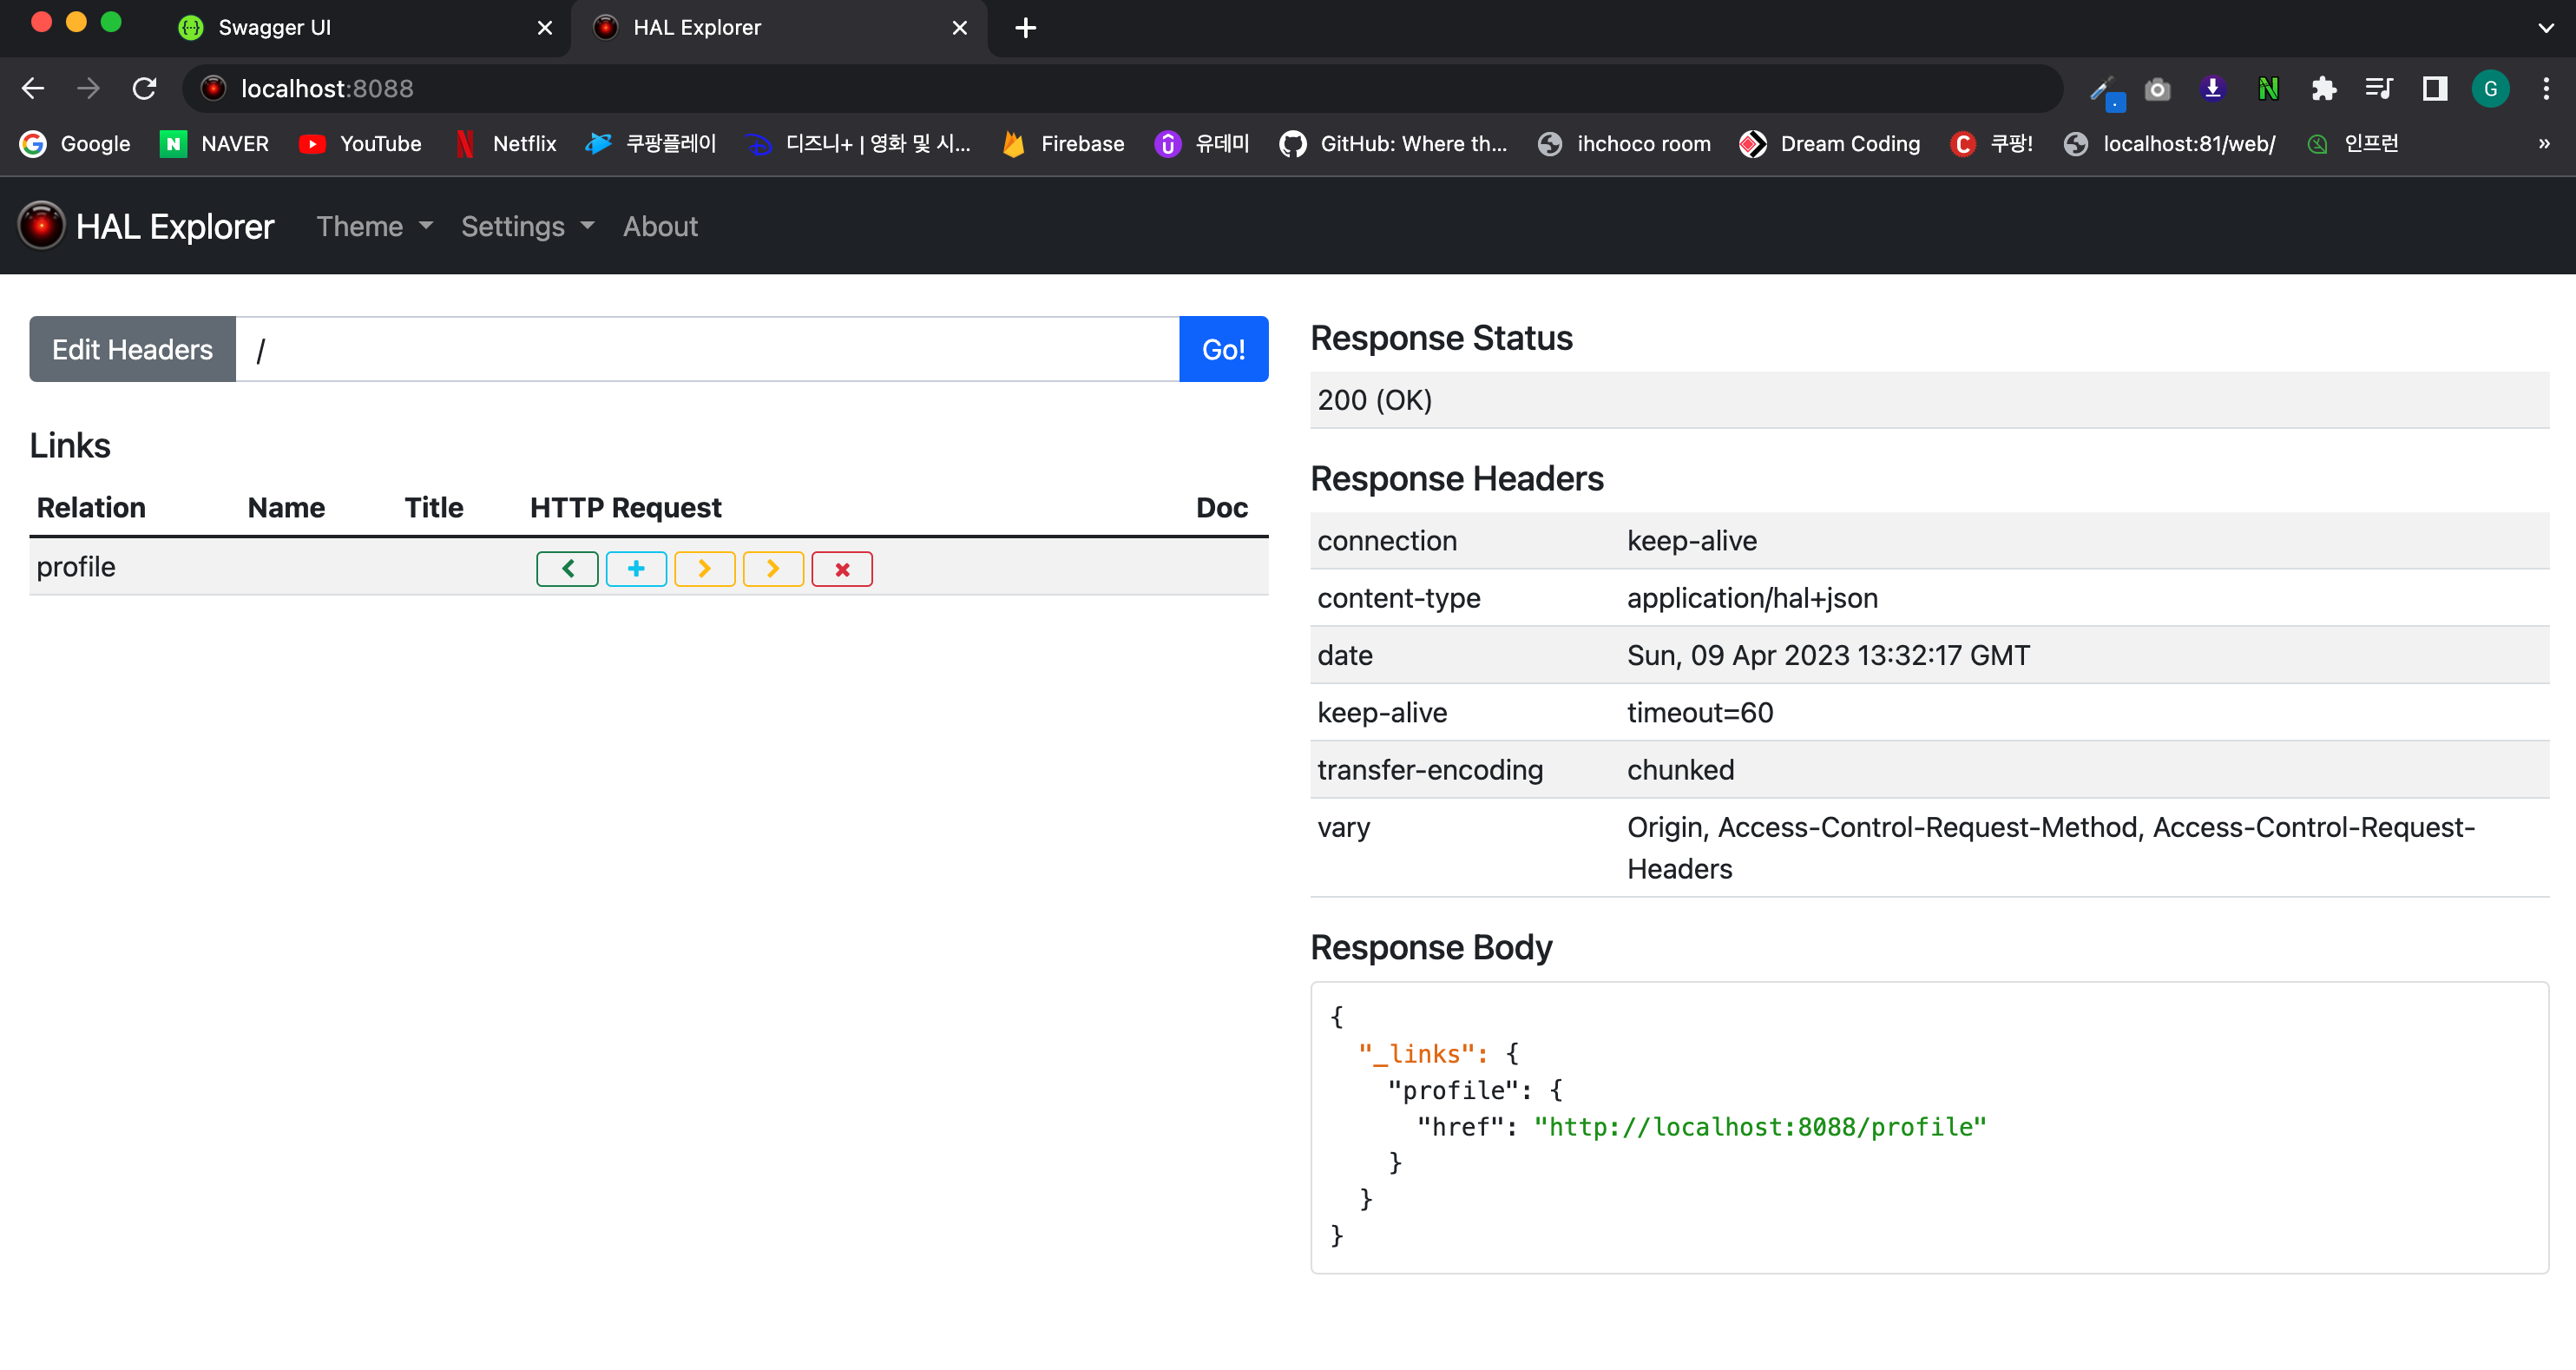 Swagger UI
HAL Explorer
localhost:8088
Google NAVER YouTube Netflix 쿠팡플레이 디즈니+ | 영화 및 시... Firebase 유데미 GitHub: Where th... ihchoco room Dream Coding 쿠팡! localhost:81/web/ 인프런 »
G
HAL Explorer Theme Settings About
Edit Headers / Go!
Links
Relation Name Title HTTP Request Doc
profile
Response Status
200 (OK)
Response Headers
connection keep-alive
content-type application/hal+json
date Sun, 09 Apr 2023 13:32:17 GMT
keep-alive timeout=60
transfer-encoding chunked
vary Origin, Access-Control-Request-Method, Access-Control-Request-
Headers
Response Body
{
"_links": {
"profile": {
"href": "http://localhost:8088/profile"
}
}
}